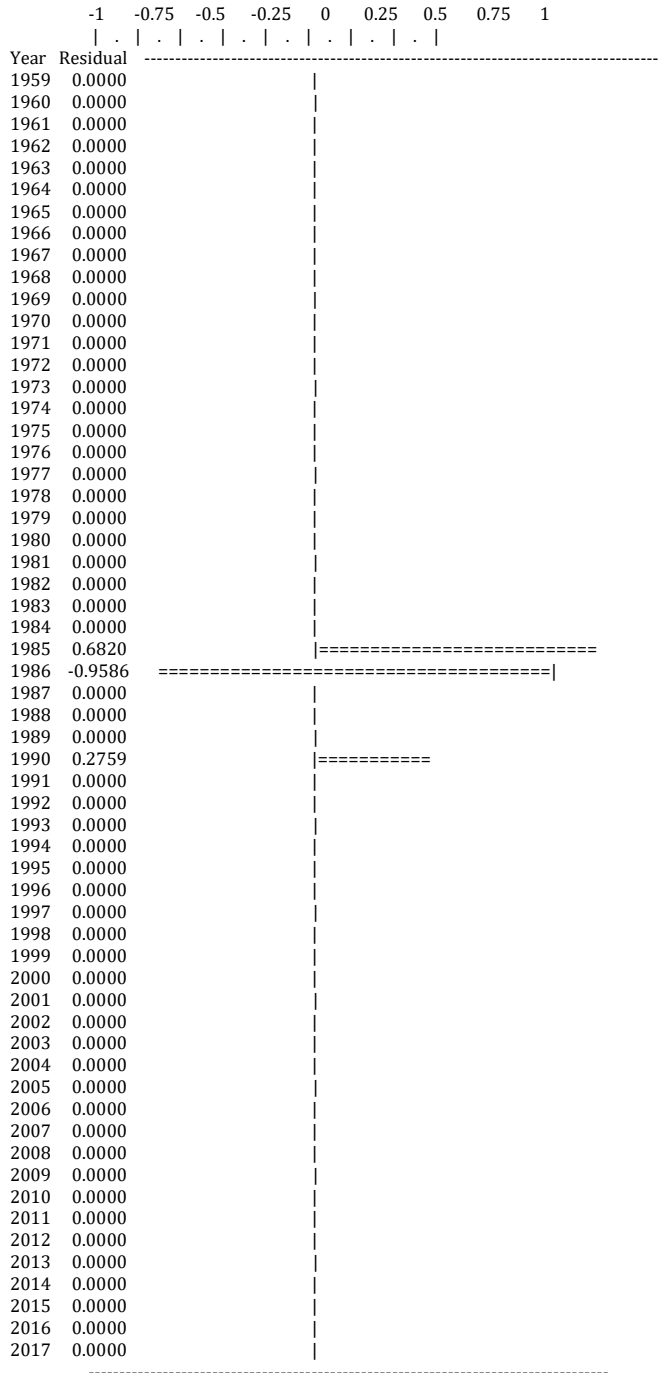 -1 -0.75 -0.5 -0.25 0 0.25 0.5 0.75 1
| . | . | . | . | . | . | . | . |
Year Residual ------------------------------------------------------------------------------------
1959 0.0000 |
1960 0.0000 |
1961 0.0000 |
1962 0.0000 |
1963 0.0000 |
1964 0.0000 |
1965 0.0000 |
1966 0.0000 |
1967 0.0000 |
1968 0.0000 |
1969 0.0000 |
1970 0.0000 |
1971 0.0000 |
1972 0.0000 |
1973 0.0000 |
1974 0.0000 |
1975 0.0000 |
1976 0.0000 |
1977 0.0000 |
1978 0.0000 |
1979 0.0000 |
1980 0.0000 |
1981 0.0000 |
1982 0.0000 |
1983 0.0000 |
1984 0.0000 |
1985 0.6820 |===========================
1986 -0.9586 ======================================|
1987 0.0000 |
1988 0.0000 |
1989 0.0000 |
1990 0.2759 |===========
1991 0.0000 |
1992 0.0000 |
1993 0.0000 |
1994 0.0000 |
1995 0.0000 |
1996 0.0000 |
1997 0.0000 |
1998 0.0000 |
1999 0.0000 |
2000 0.0000 |
2001 0.0000 |
2002 0.0000 |
2003 0.0000 |
2004 0.0000 |
2005 0.0000 |
2006 0.0000 |
2007 0.0000 |
2008 0.0000 |
2009 0.0000 |
2010 0.0000 |
2011 0.0000 |
2012 0.0000 |
2013 0.0000 |
2014 0.0000 |
2015 0.0000 |
2016 0.0000 |
2017 0.0000 |
------------------------------------------------------------------------------------